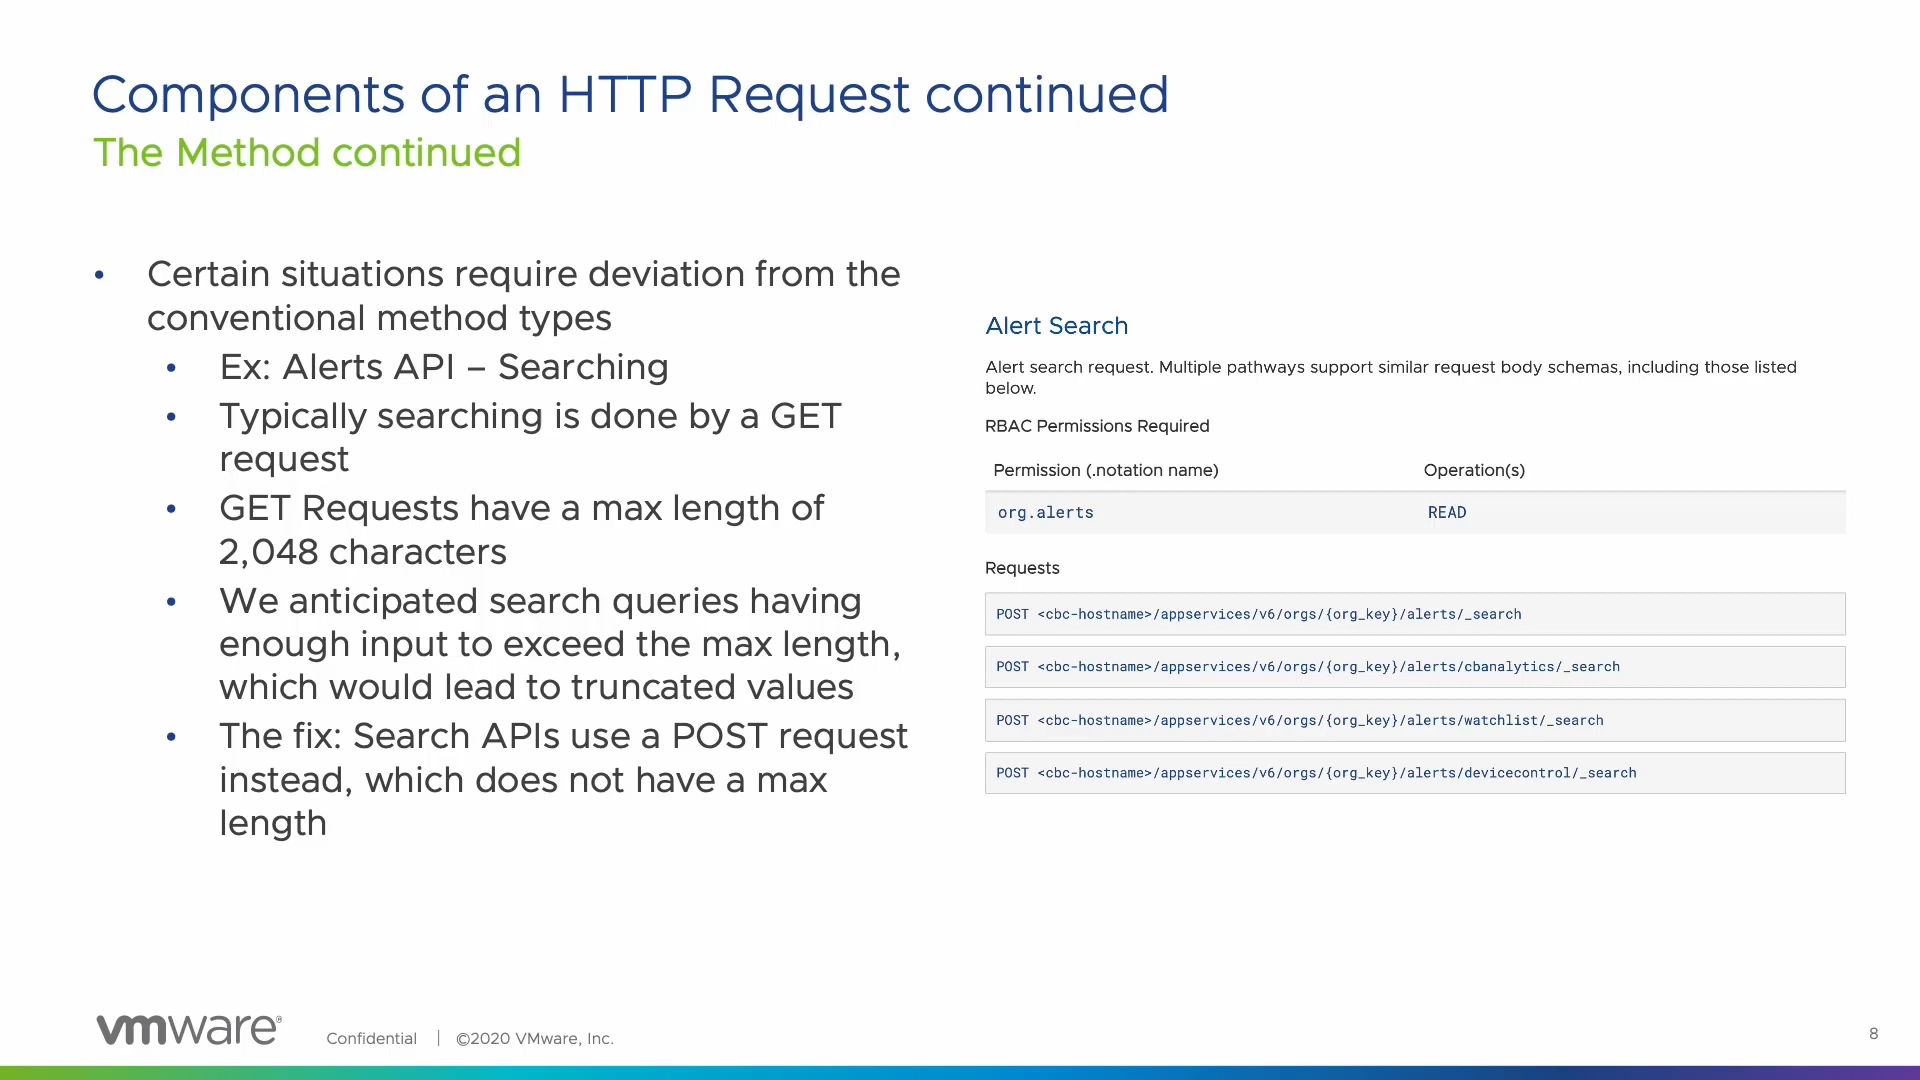 Components of an HTTP Request continued
The Method continued
• Certain situations require deviation from the
conventional method types
• Ex: Alerts API – Searching
• Typically searching is done by a GET
request
• GET Requests have a max length of
2,048 characters
• We anticipated search queries having
enough input to exceed the max length,
which would lead to truncated values
• The fix: Search APIs use a POST request
instead, which does not have a max
length
Alert Search
Alert search request. Multiple pathways support similar request body schemas, including those listed
below.
RBAC Permissions Required
Permission (.notation name) Operation(s)
org.alerts READ
Requests
POST <cbc-hostname>/appservices/v6/orgs/{org_key}/alerts/_search
POST <cbc-hostname>/appservices/v6/orgs/{org_key}/alerts/cbanalytics/_search
POST <cbc-hostname>/appservices/v6/orgs/{org_key}/alerts/watchlist/_search
POST <cbc-hostname>/appservices/v6/orgs/{org_key}/alerts/devicecontrol/_search
vmware® Confidential | ©2020 VMware, Inc. 8